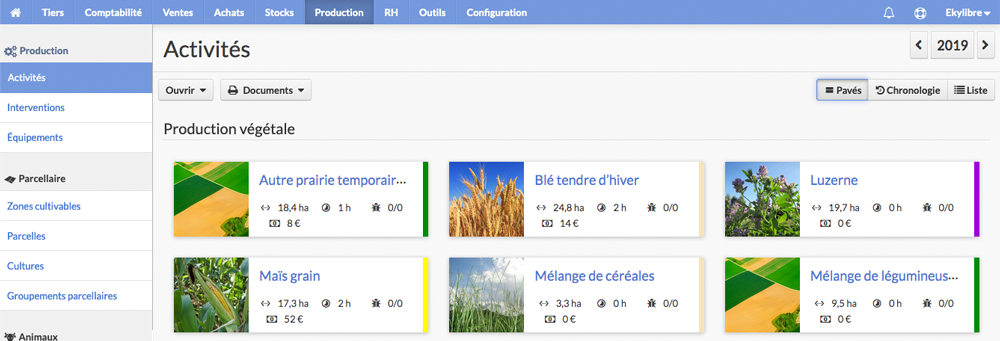 Tiers Comptabilité Ventes Achats Stocks Production RH Outils Configuration Ekylibre
Production
Activités
Interventions
Équipements
Parcellaire
Zones cultivables
Parcelles
Cultures
Groupements parcellaires
Animaux
Activités
2019
Ouvrir Documents Pavés Chronologie Liste
Production végétale
Autre prairie temporair...
18,4 ha 1 h 0/0
8 €
Blé tendre d'hiver
24,8 ha 2 h 0/0
14 €
Luzerne
19,7 ha 0 h 0/0
0 €
Maïs grain
17,3 ha 2 h 0/0
52 €
Mélange de céréales
3,3 ha 0 h 0/0
0 €
Mélange de légumineus...
9,5 ha 0 h 0/0
0 €